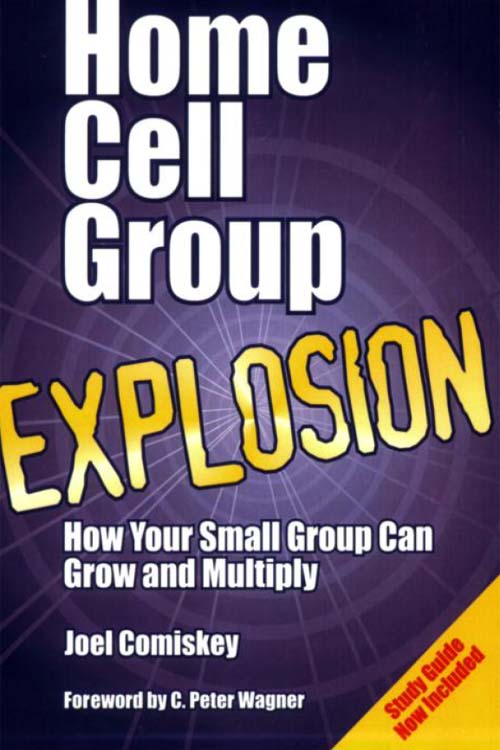 Home
Cell
Group
EXPLOSION
How Your Small Group Can
Grow and Multiply
Joel Comiskey
Foreword by C. Peter Wagner
Study Guide
Now Included